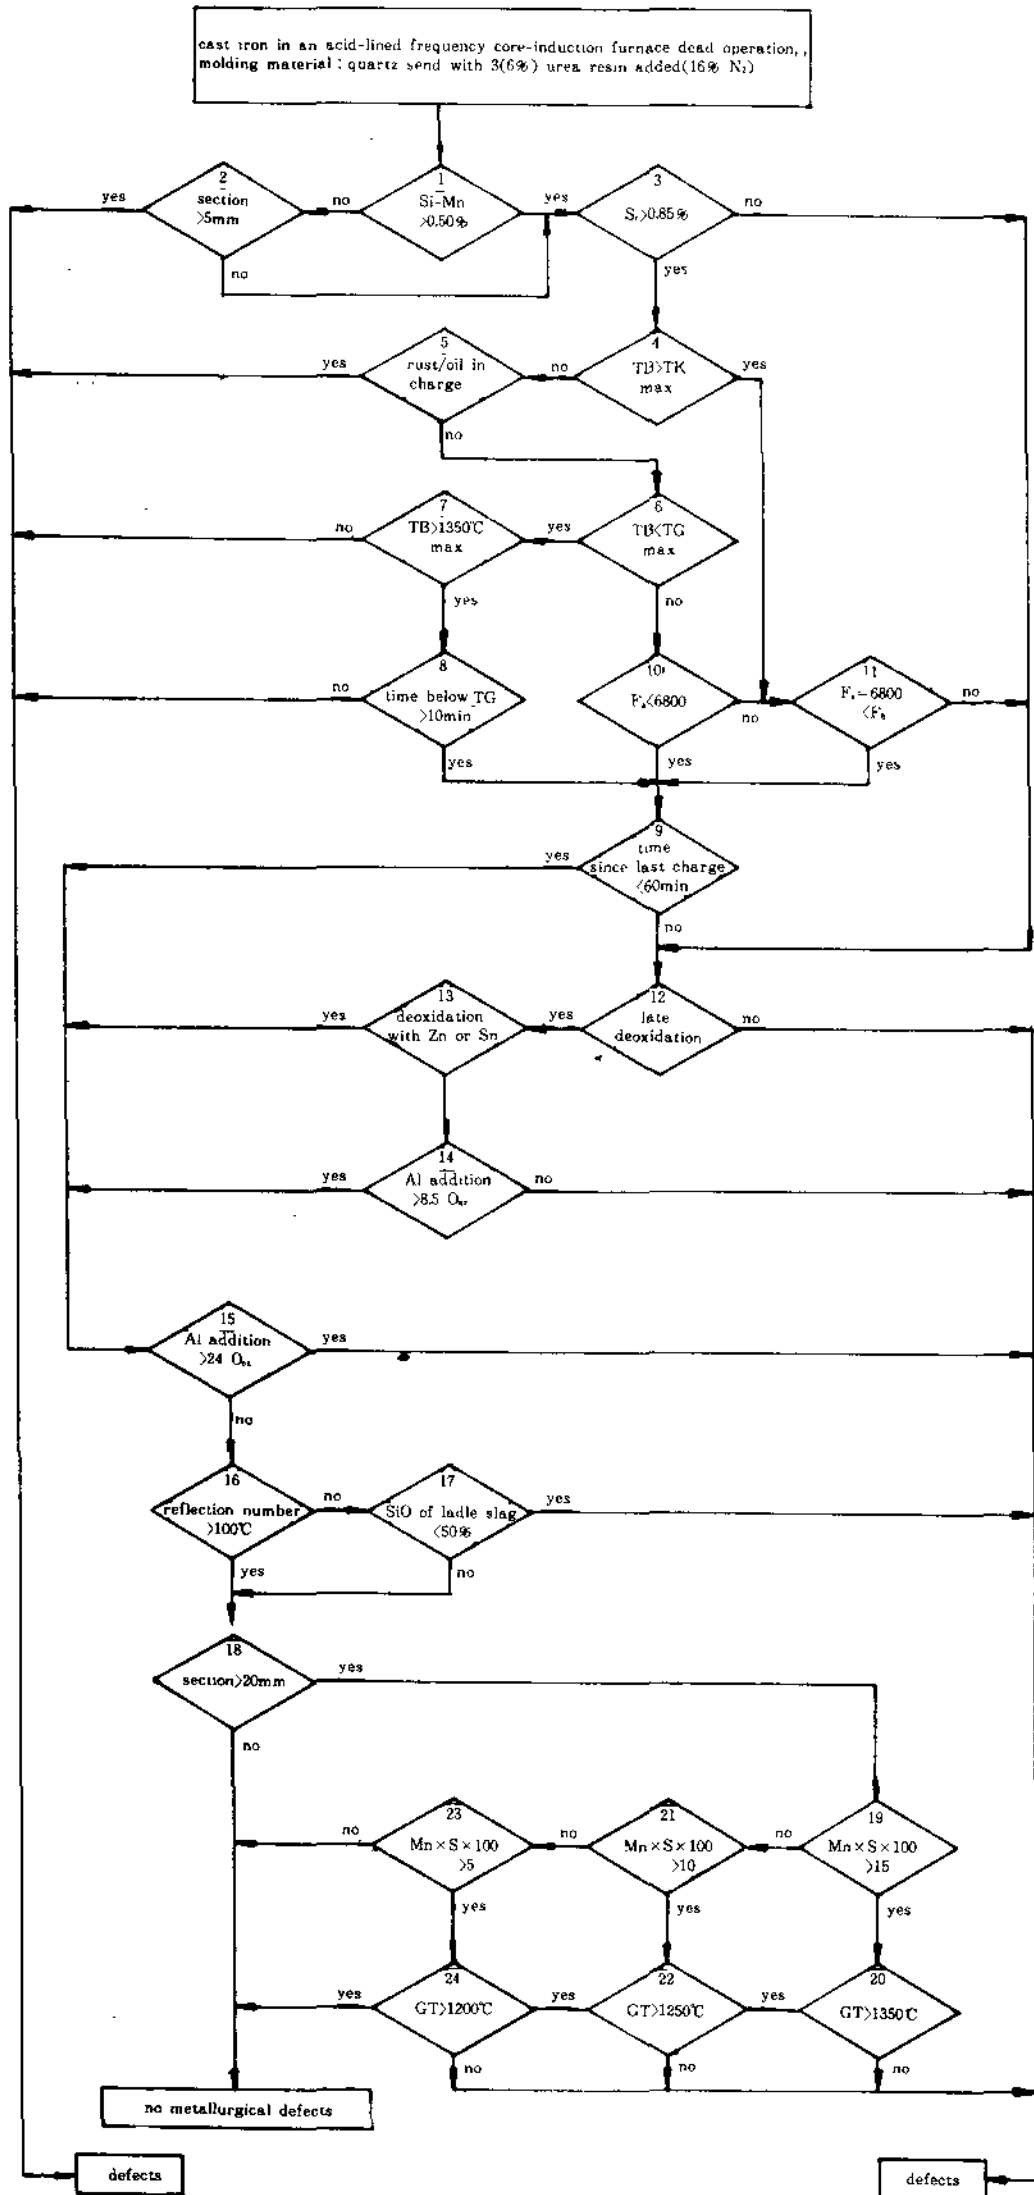 cast iron in an acid-lined frequency core-induction furnace dead operation,,
molding material : quartz send with 3(6%) urea resin added(16% N₂)
2
section
>5mm
yes
no
1
Si-Mn
>0.50%
no
yes
3
>0.85%
no
yes
5
rust/oil in
charge
yes
no
4
TB>TK
max
no
yes
7
TB>1350℃
max
no
yes
6
TB<TG
max
yes
no
8
time below TG
>10min
no
yes
10
<6800
no
yes
11
-6800
no
yes
9
time
since last charge
<60min
yes
no
13
deoxidation
with Zn or Sn
yes
12
late
deoxidation
yes
no
14
Al addition
>8.5
yes
no
15
Al addition
>24
yes
no
16
reflection number
>100℃
no
yes
17
SiO of ladle slag
<50%
yes
no
18
section>20mm
yes
no
23
Mn×S×100
>5
no
yes
21
Mn×S×100
>10
no
yes
19
Mn×S×100
>15
no
yes
24
GT>1200℃
yes
no
22
GT>1250℃
yes
no
20
GT>1350℃
yes
no
no metallurgical defects
defects
defects